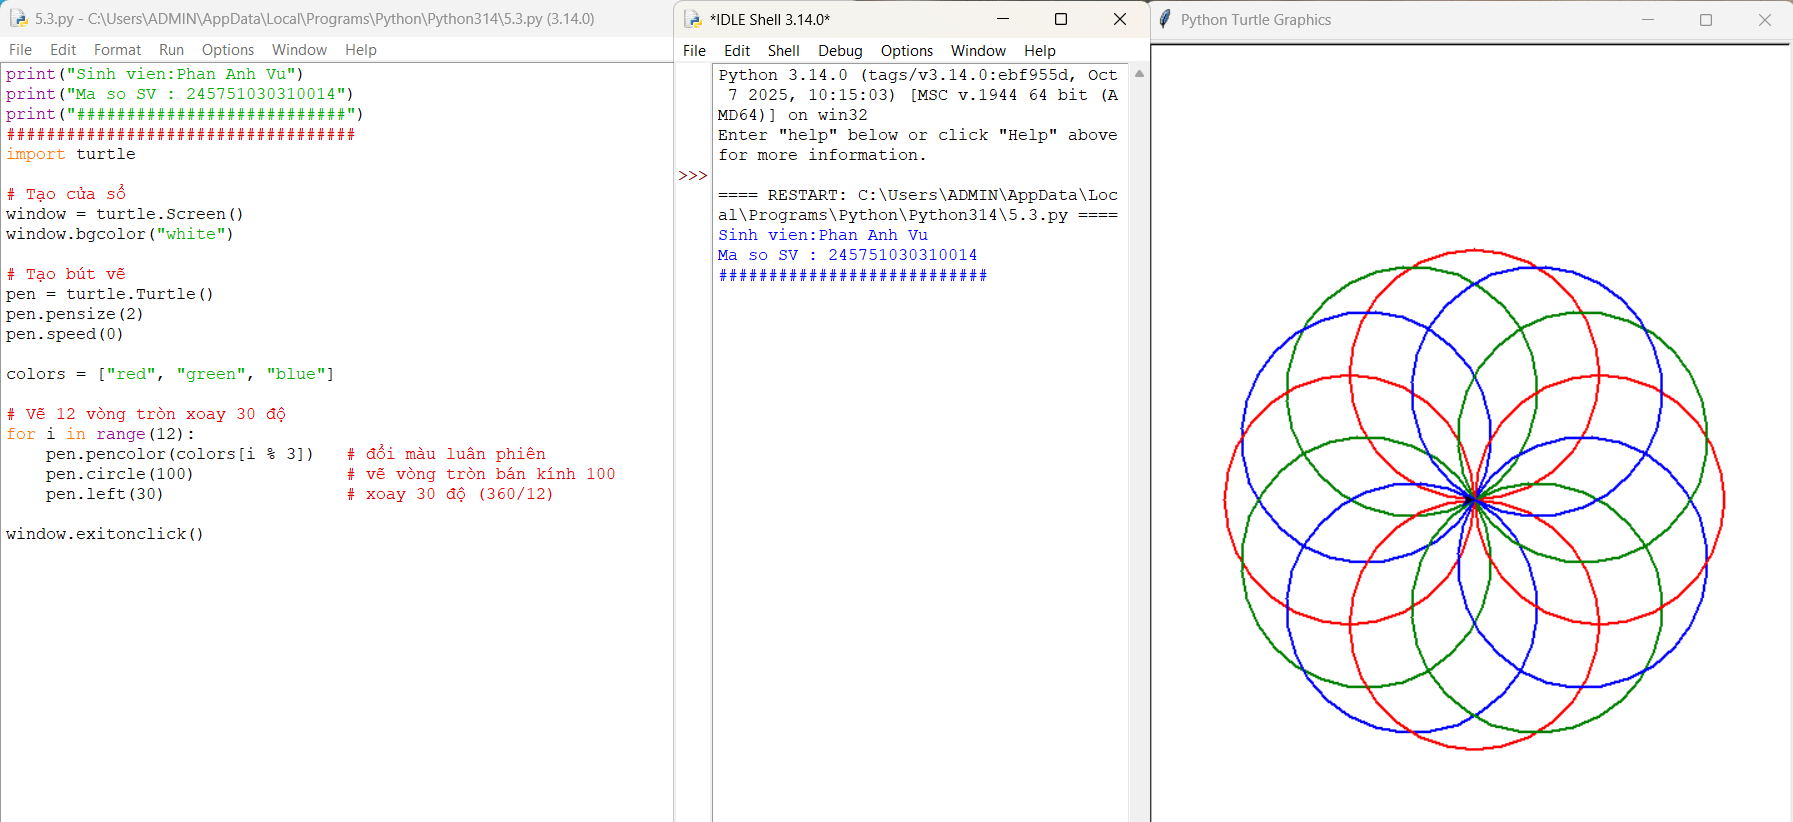 5.3.py - C:\Users\ADMIN\AppData\Local\Programs\Python\Python314\5.3.py (3.14.0)
File Edit Format Run Options Window Help
print("Sinh vien:Phan Anh Vu")
print("Ma so SV : 245751030310014")
print("###########################")
###################################
import turtle
# Tạo cửa sổ
window = turtle.Screen()
window.bgcolor("white")
# Tạo bút vẽ
pen = turtle.Turtle()
pen.pensize(2)
pen.speed(0)
colors = ["red", "green", "blue"]
# Vẽ 12 vòng tròn xoay 30 độ
for i in range(12):
    pen.pencolor(colors[i % 3])   # đổi màu luân phiên
    pen.circle(100)               # vẽ vòng tròn bán kính 100
    pen.left(30)                  # xoay 30 độ (360/12)
window.exitonclick()
*IDLE Shell 3.14.0*
File Edit Shell Debug Options Window Help
Python 3.14.0 (tags/v3.14.0:ebf955d, Oct
 7 2025, 10:15:03) [MSC v.1944 64 bit (A
MD64)] on win32
Enter "help" below or click "Help" above
for more information.
>>>
==== RESTART: C:\Users\ADMIN\AppData\Loc
al\Programs\Python\Python314\5.3.py ====
Sinh vien:Phan Anh Vu
Ma so SV : 245751030310014
###########################
Python Turtle Graphics